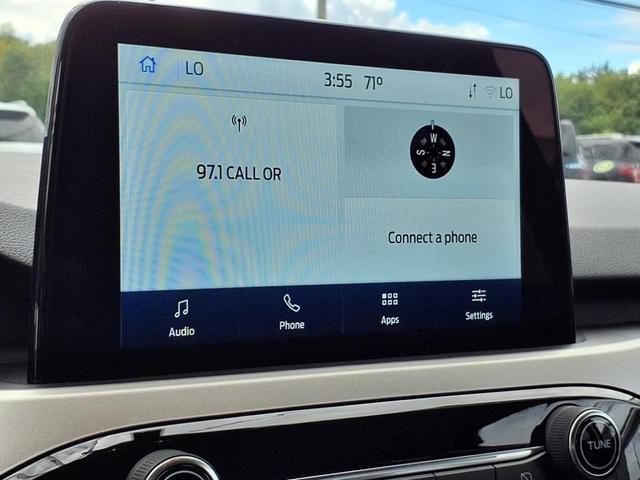 LO 3:55 71° LO
97.1 CALL OR
W
S N
E
Connect a phone
Audio Phone Apps Settings
TUNE